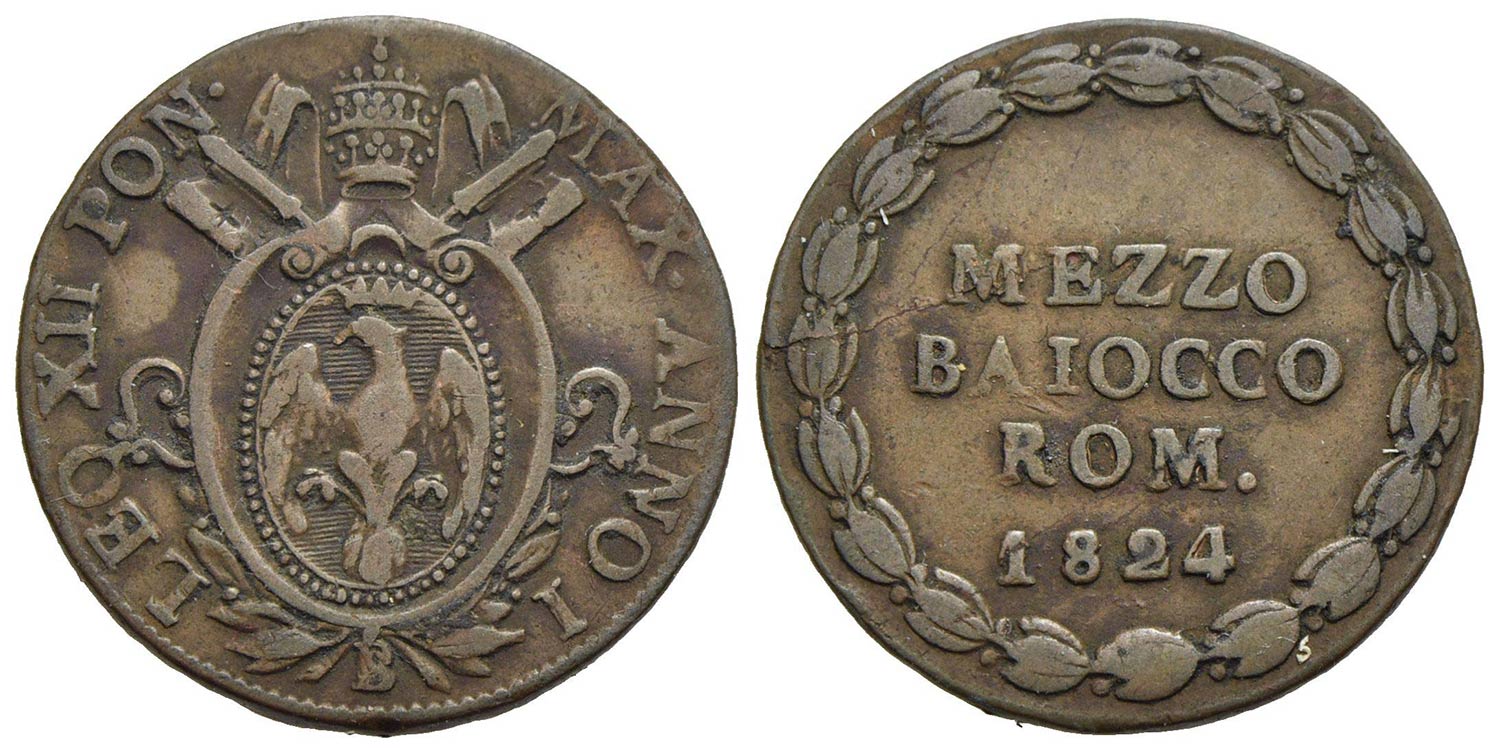 LEO XII PON. MAX. ANNO I
B
MEZZO
BAIOCCO
ROM.
1824